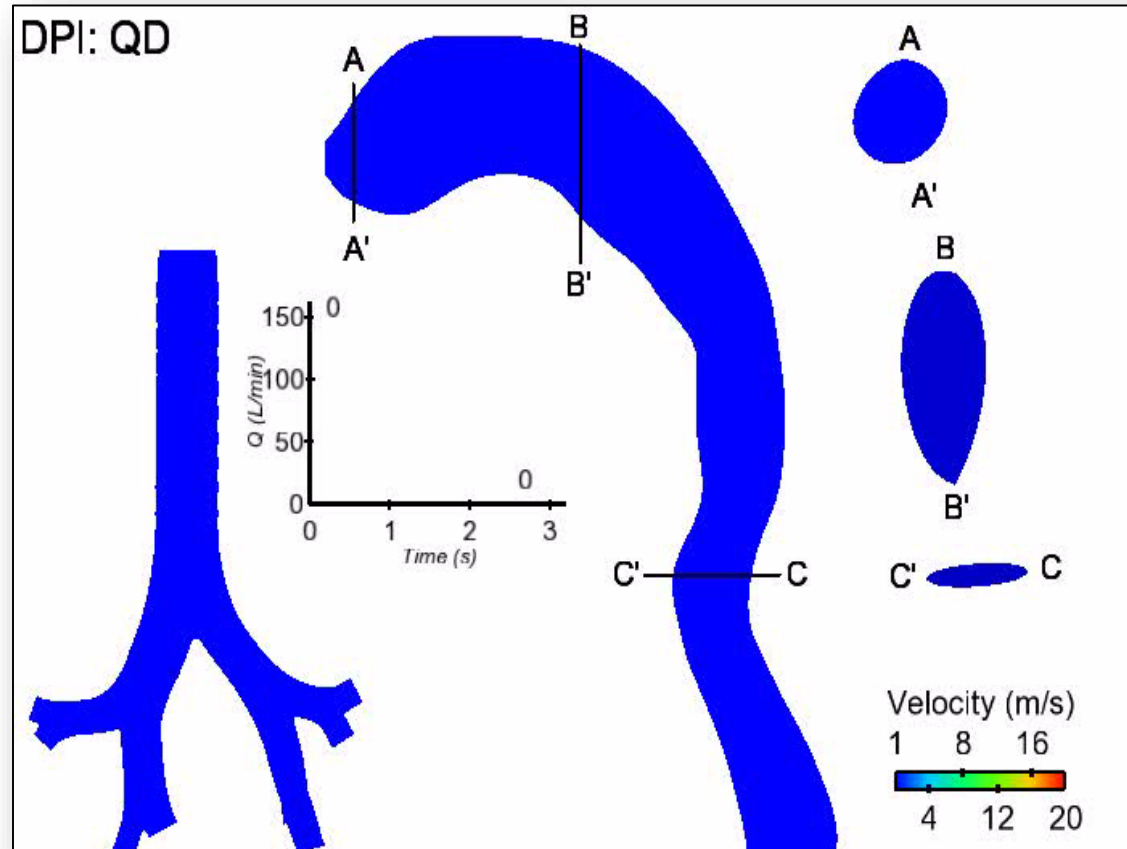 DPI: QD
A
A'
B
B'
C'
C
Q (L/min)
150
100
50
0
0
0
0
1
2
3
Time (s)
A
A'
B
B'
C'
C
Velocity (m/s)
1 8 16
4 12 20